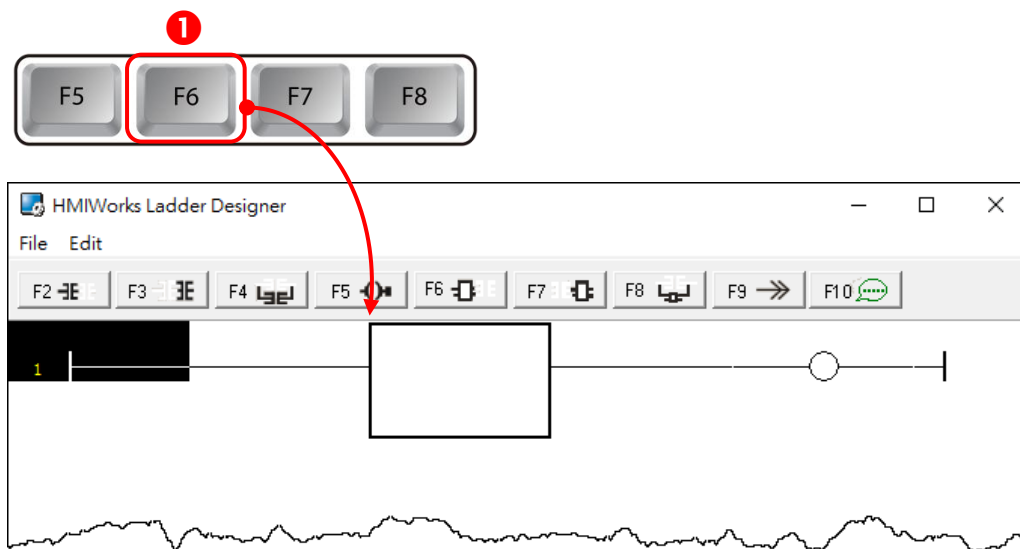 1
F5 F6 F7 F8
HMIWorks Ladder Designer
File Edit
F2 F3 F4 F5 F6 F7 F8 F9 F10
1